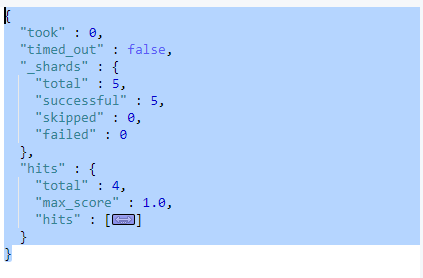 {
"took" : 0,
"timed_out" : false,
"_shards" : {
"total" : 5,
"successful" : 5,
"skipped" : 0,
"failed" : 0
},
"hits" : {
"total" : 4,
"max_score" : 1.0,
"hits" : []
}
}